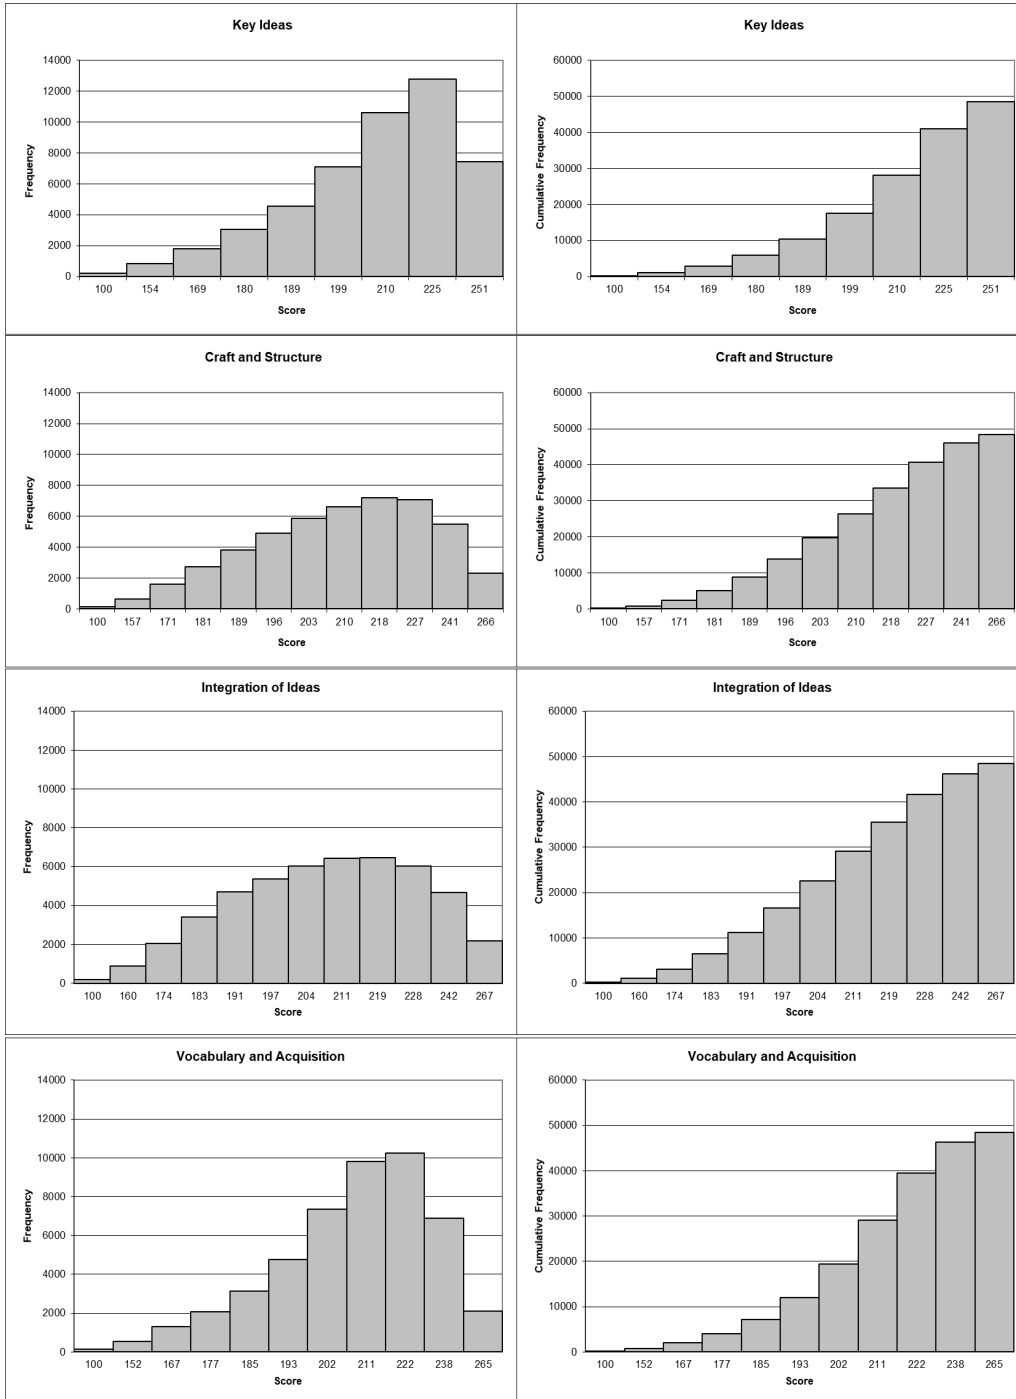 Key Ideas
14000
12000
10000
8000
6000
4000
2000
0
Frequency
100 154 169 180 189 199 210 225 251
Score
Key Ideas
60000
50000
40000
30000
20000
10000
0
Cumulative Frequency
100 154 169 180 189 199 210 225 251
Score
Craft and Structure
14000
12000
10000
8000
6000
4000
2000
0
Frequency
100 157 171 181 189 196 203 210 218 227 241 266
Score
Craft and Structure
60000
50000
40000
30000
20000
10000
0
Cumulative Frequency
100 157 171 181 189 196 203 210 218 227 241 266
Score
Integration of Ideas
14000
12000
10000
8000
6000
4000
2000
0
Frequency
100 160 174 183 191 197 204 211 219 228 242 267
Score
Integration of Ideas
60000
50000
40000
30000
20000
10000
0
Cumulative Frequency
100 160 174 183 191 197 204 211 219 228 242 267
Score
Vocabulary and Acquisition
14000
12000
10000
8000
6000
4000
2000
0
Frequency
100 152 167 177 185 193 202 211 222 238 265
Score
Vocabulary and Acquisition
60000
50000
40000
30000
20000
10000
0
Cumulative Frequency
100 152 167 177 185 193 202 211 222 238 265
Score